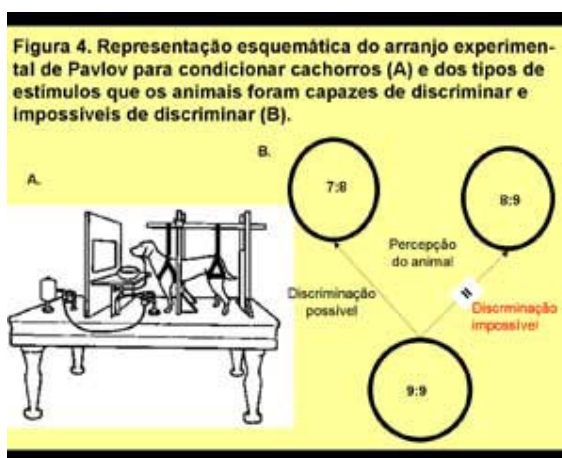 Figura 4. Representação esquemática do arranjo experimen-
tal de Pavlov para condicionar cachorros (A) e dos tipos de
estímulos que os animais foram capazes de discriminar e
impossíveis de discriminar (B).
B.
A.
7:8
8:9
Percepção
do animal
Discriminação
possível
Discrminação
impossível
9:9